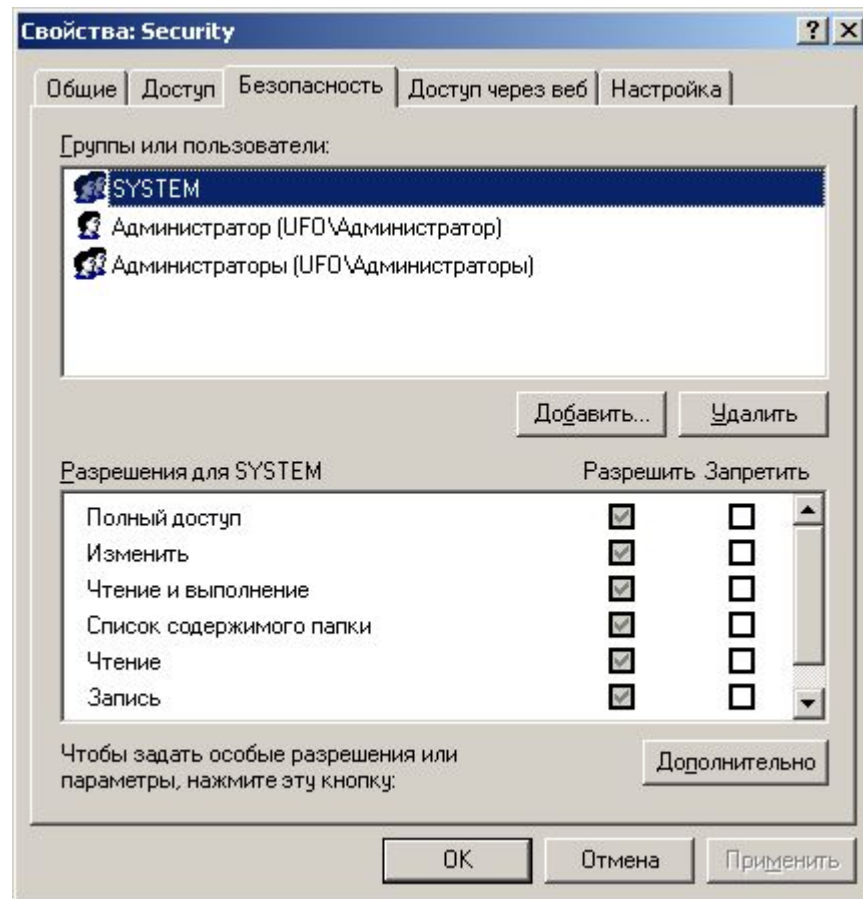 Свойства: Security
Общие Доступ Безопасность Доступ через веб Настройка
Группы или пользователи:
SYSTEM
Администратор (UFO\Администратор)
Администраторы (UFO\Администраторы)
Добавить... Удалить
Разрешения для SYSTEM Разрешить Запретить
Полный доступ
Изменить
Чтение и выполнение
Список содержимого папки
Чтение
Запись
Чтобы задать особые разрешения или
параметры, нажмите эту кнопку:
Дополнительно
OK Отмена Применить